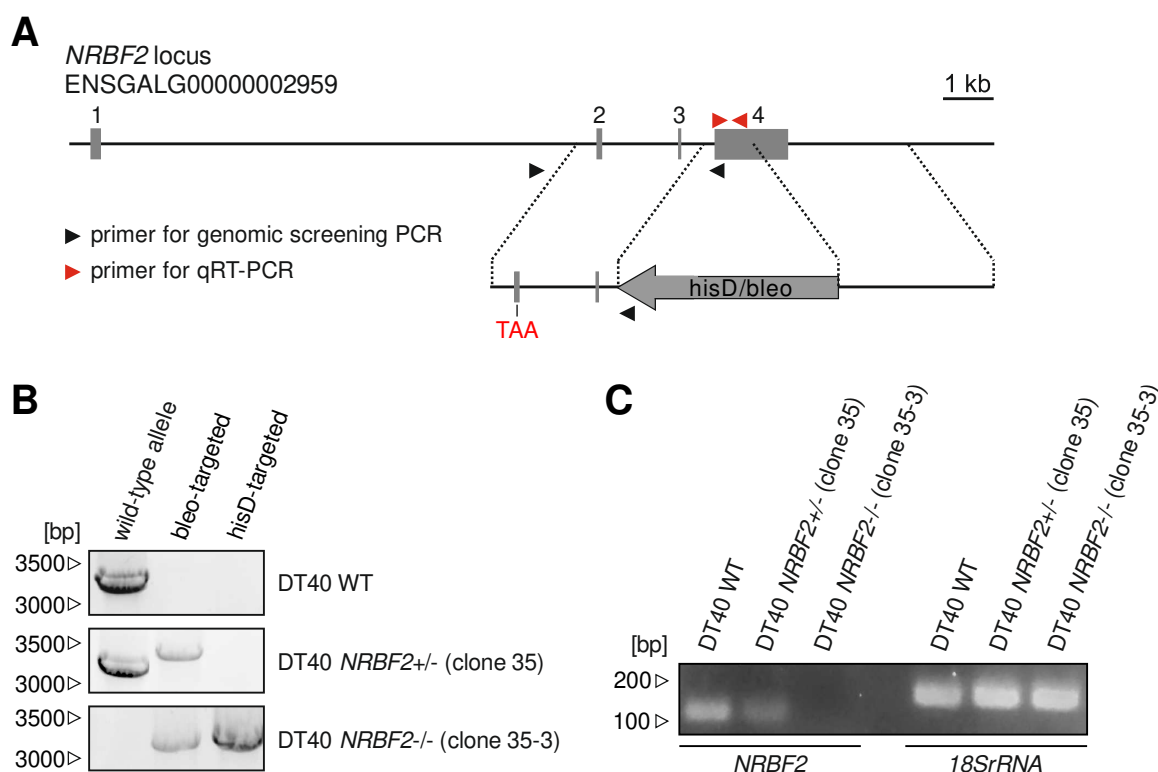 A
NRBF2 locus
ENSGALG00000002959
1 kb
1
2
3
4
▶ primer for genomic screening PCR
▶ primer for qRT-PCR
hisD/bleo
TAA
B
wild-type allele
bleo-targeted
hisD-targeted
[bp]
3500▷
3000▷
DT40 WT
3500▷
3000▷
DT40 NRBF2+/- (clone 35)
3500▷
3000▷
DT40 NRBF2-/- (clone 35-3)
C
DT40 WT
DT40 NRBF2+/- (clone 35)
DT40 NRBF2-/- (clone 35-3)
DT40 WT
DT40 NRBF2+/- (clone 35)
DT40 NRBF2-/- (clone 35-3)
[bp]
200▷
100▷
NRBF2
18SrRNA